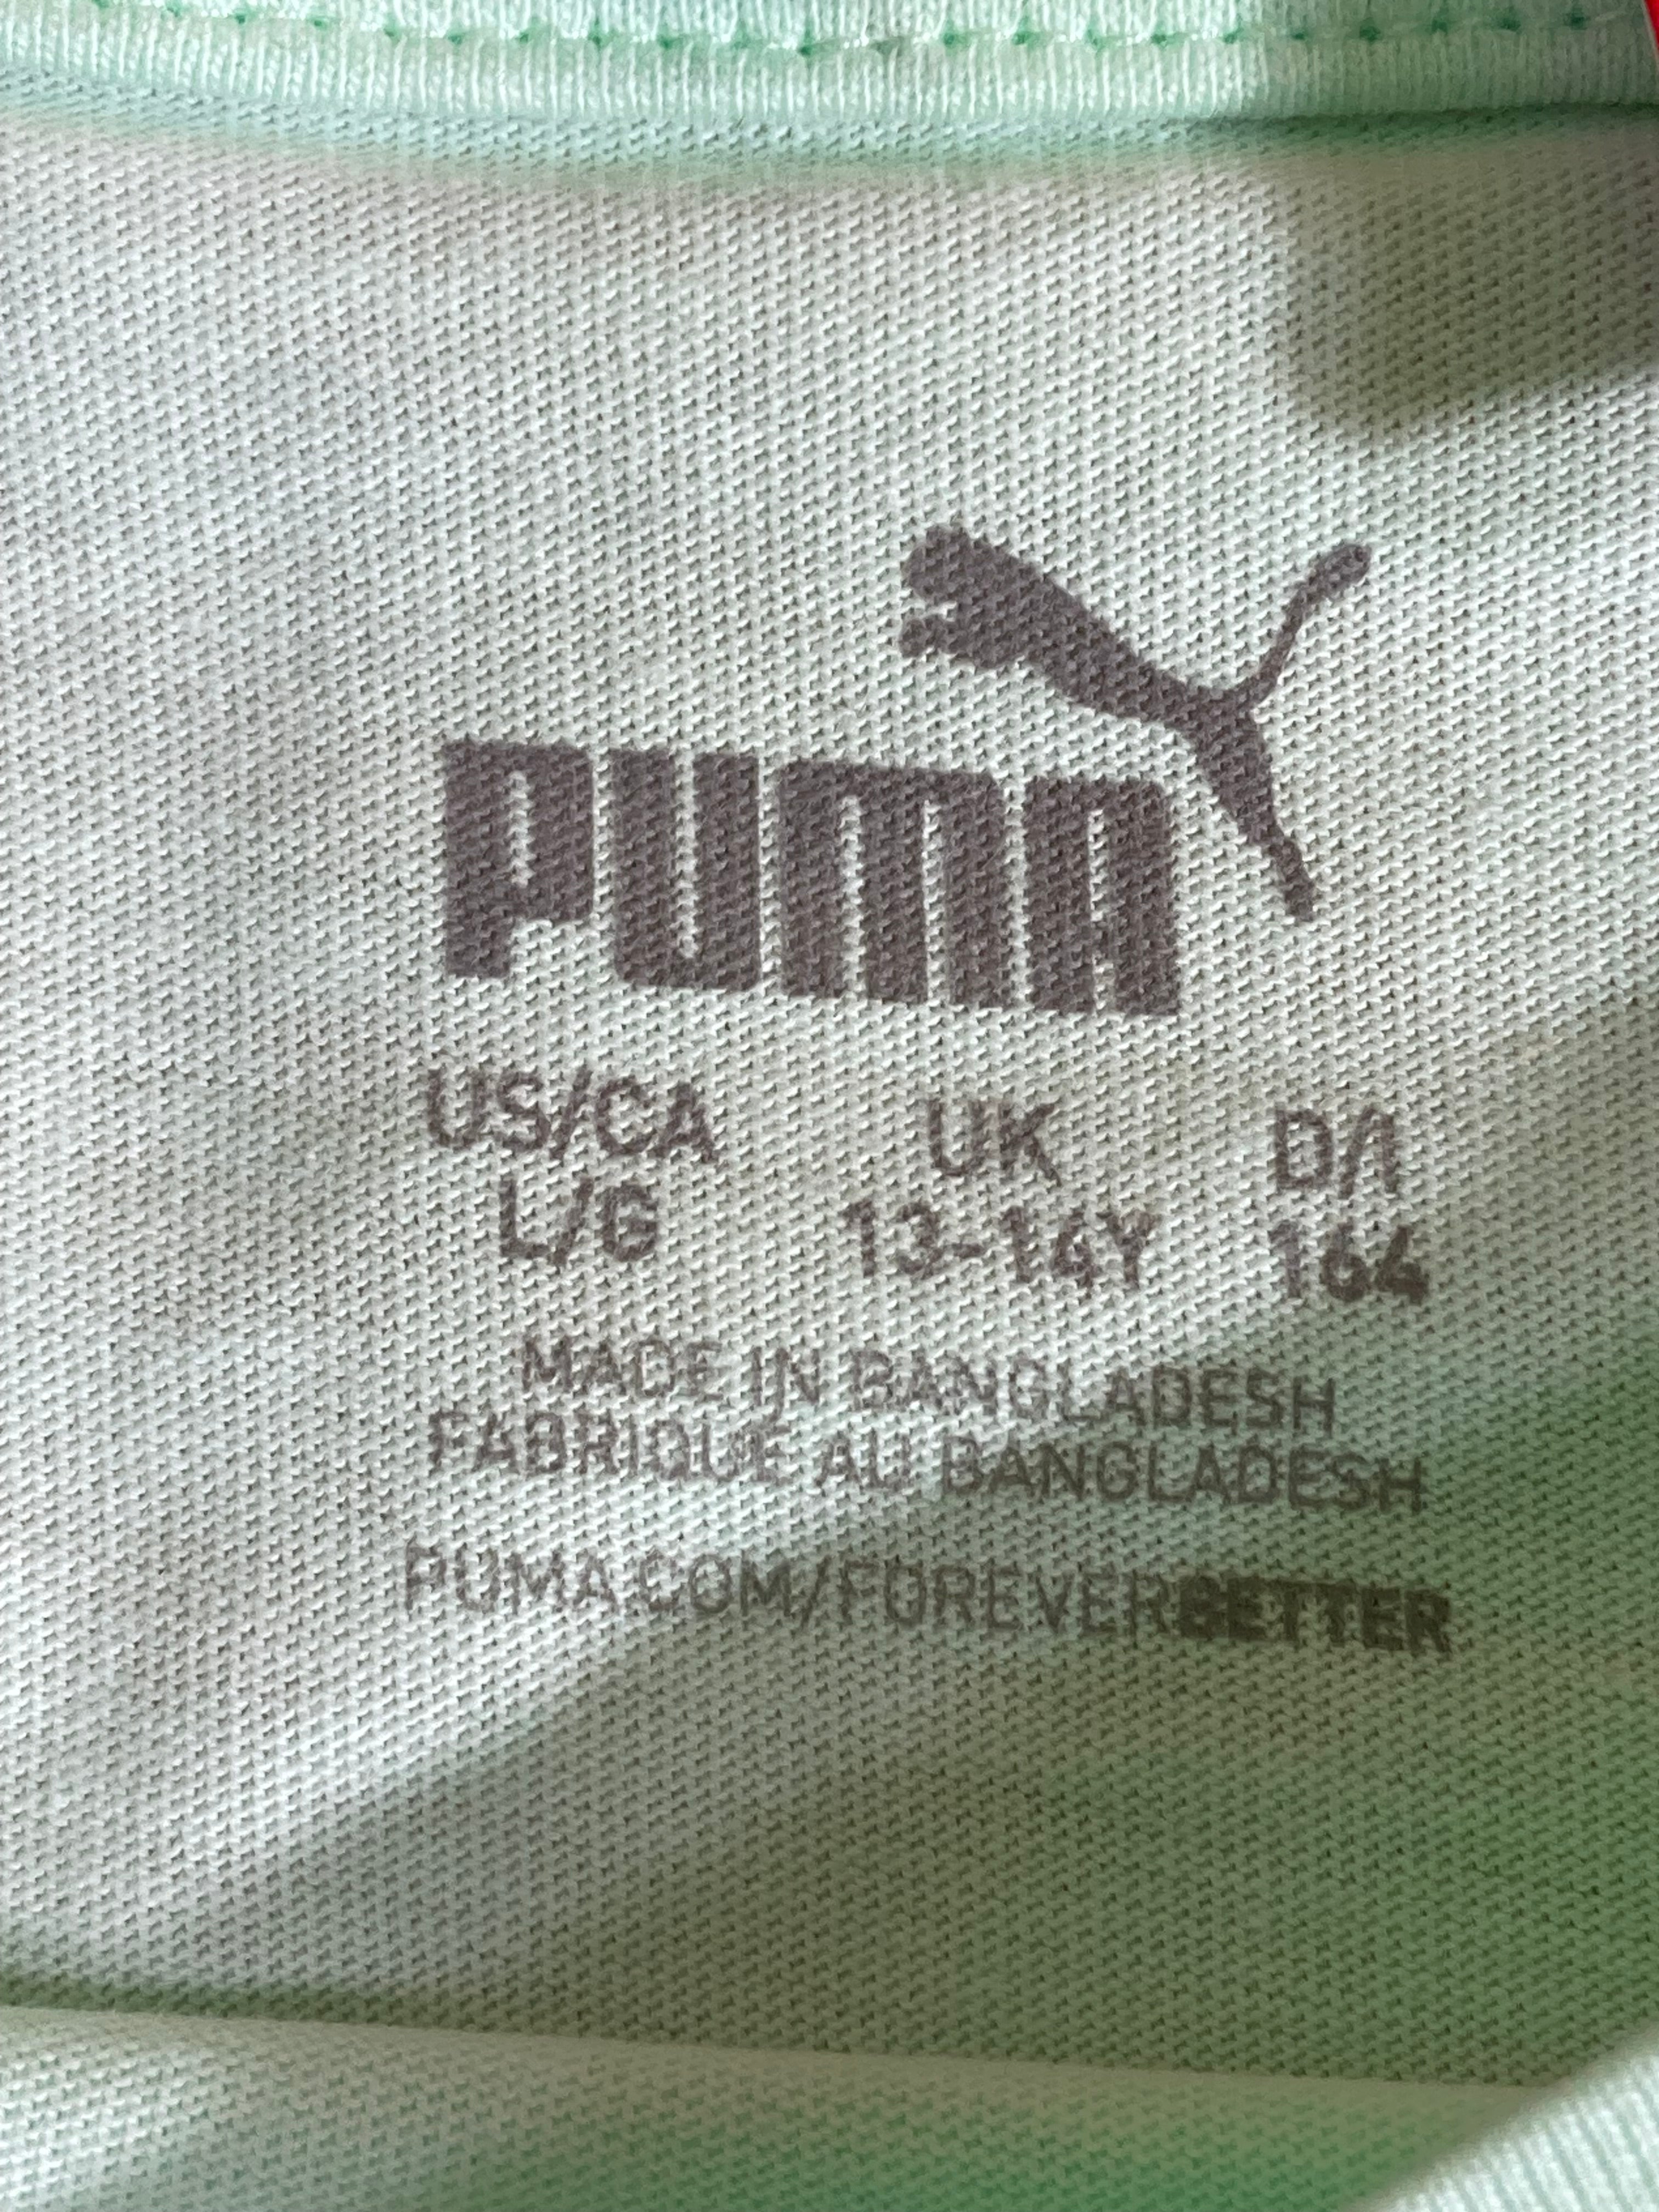 PUMA
US/CA UK D/I
L/G 13-14Y 164
MADE IN BANGLADESH
FABRIQUE AU BANGLADESH
PUMA.COM/FOREVERBETTER